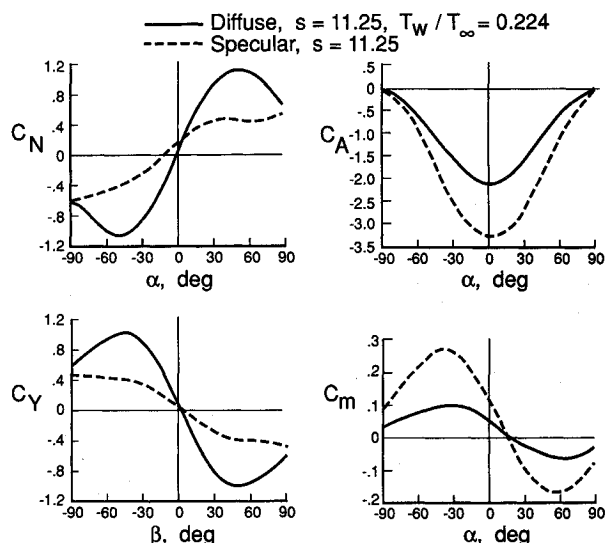 Diffuse, s = 11.25, T_W / T_∞ = 0.224
Specular, s = 11.25
1.2
.8
.4
0
-.4
-.8
1.2
C_N
-90 -60 -30 0 30 60 90
α, deg
.5
0
-.5
-1.0
-1.5
-2.0
-2.5
-3.0
3.5
C_A
-90 -60 -30 0 30 60 90
α, deg
1.2
.8
.4
0
-.4
-.8
1.2
C_Y
-90 -60 -30 0 30 60 90
β, deg
.3
.2
.1
0
.1
-.2
C_m
-90 -60 -30 0 30 60 90
α, deg